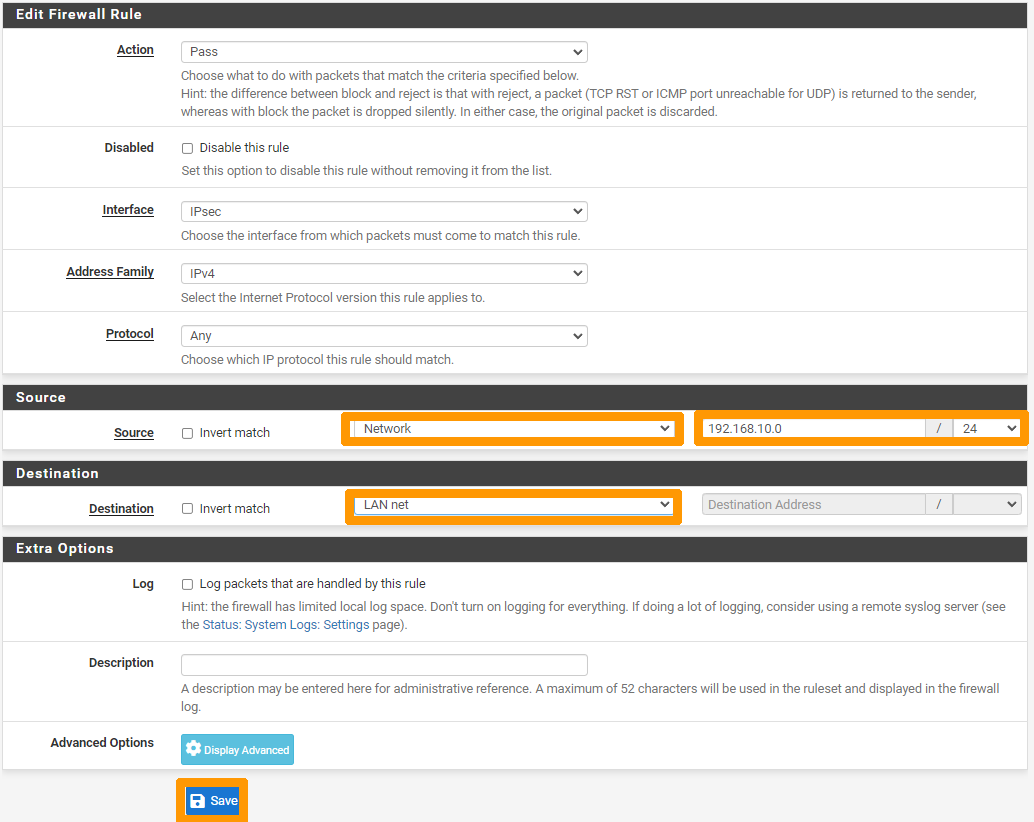 Edit Firewall Rule
Action
Pass
Choose what to do with packets that match the criteria specified below.
Hint: the difference between block and reject is that with reject, a packet (TCP RST or ICMP port unreachable for UDP) is returned to the sender,
whereas with block the packet is dropped silently. In either case, the original packet is discarded.
Disabled
Disable this rule
Set this option to disable this rule without removing it from the list.
Interface
IPsec
Choose the interface from which packets must come to match this rule.
Address Family
IPv4
Select the Internet Protocol version this rule applies to.
Protocol
Any
Choose which IP protocol this rule should match.
Source
Source
Invert match
Network
192.168.10.0 / 24
Destination
Destination
Invert match
LAN net
Destination Address /
Extra Options
Log
Log packets that are handled by this rule
Hint: the firewall has limited local log space. Don't turn on logging for everything. If doing a lot of logging, consider using a remote syslog server (see
the Status: System Logs: Settings page).
Description
A description may be entered here for administrative reference. A maximum of 52 characters will be used in the ruleset and displayed in the firewall
log.
Advanced Options
Display Advanced
Save